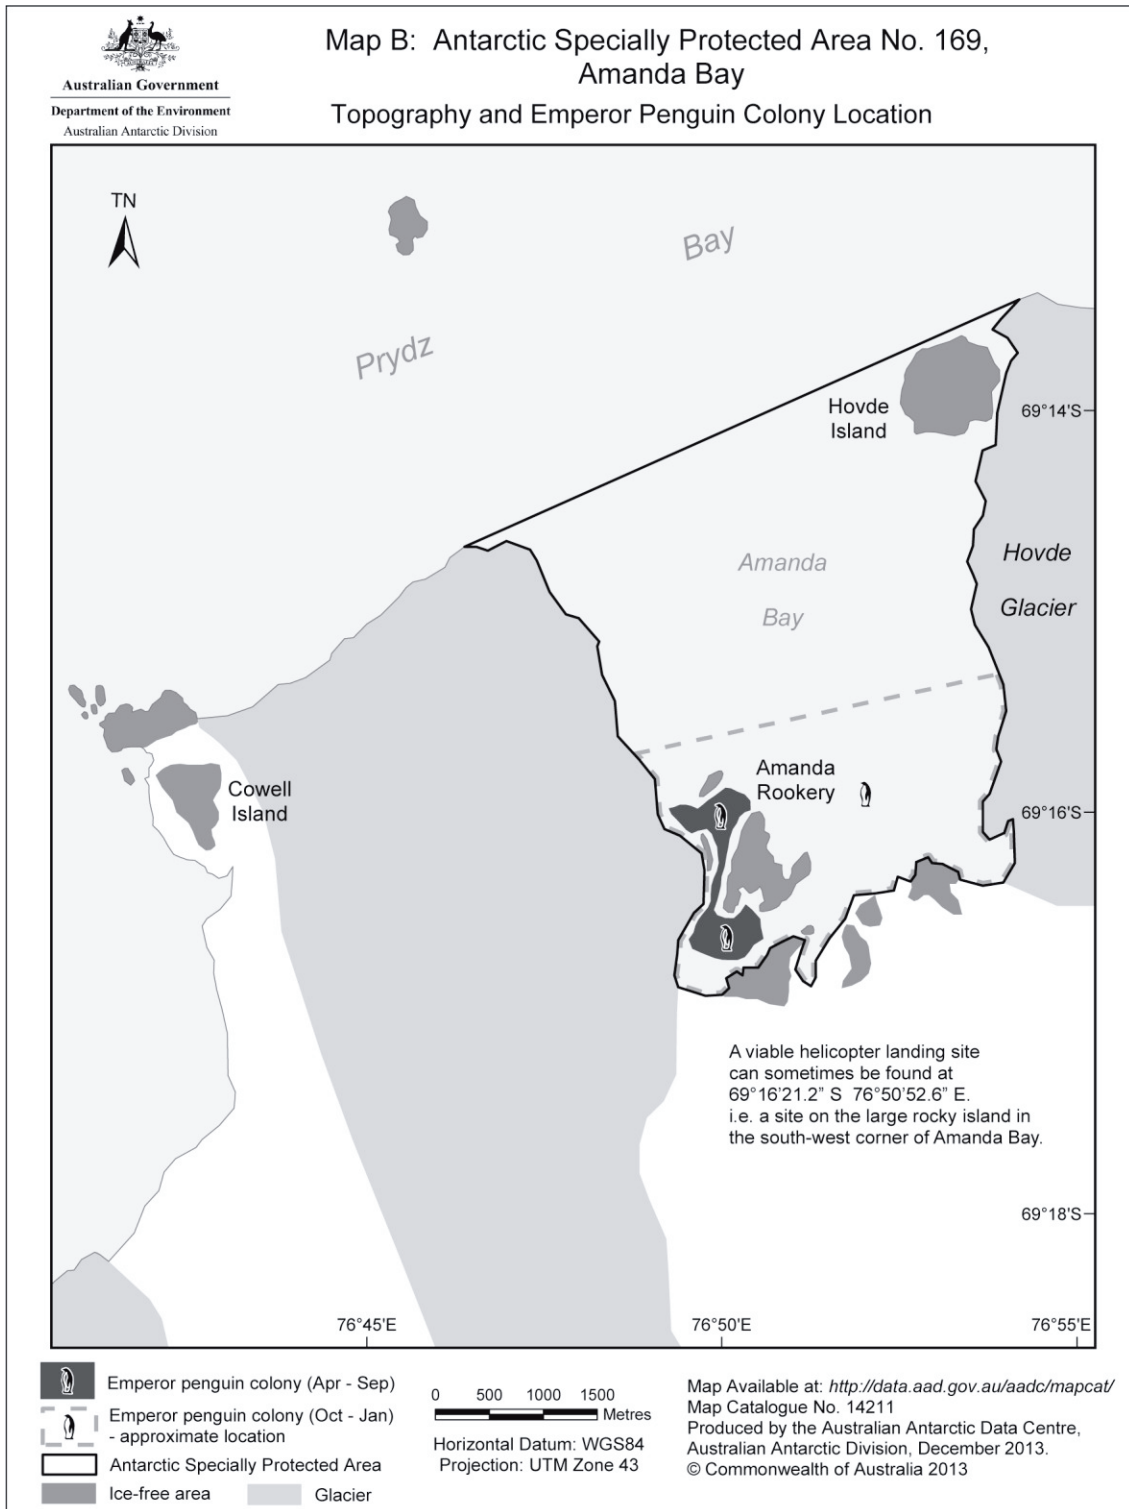 Australian Government
Department of the Environment
Australian Antarctic Division
Map B:  Antarctic Specially Protected Area No. 169,
Amanda Bay
Topography and Emperor Penguin Colony Location
TN
Bay
Prydz
Hovde
Island
69°14'S
Amanda
Bay
Hovde
Glacier
Amanda
Rookery
Cowell
Island
69°16'S
A viable helicopter landing site
can sometimes be found at
69°16'21.2" S  76°50'52.6" E.
i.e. a site on the large rocky island in
the south-west corner of Amanda Bay.
69°18'S
76°45'E
76°50'E
76°55'E
Emperor penguin colony (Apr - Sep)
Emperor penguin colony (Oct - Jan)
- approximate location
Antarctic Specially Protected Area
Ice-free area
Glacier
0 500 1000 1500
Metres
Horizontal Datum: WGS84
Projection: UTM Zone 43
Map Available at: http://data.aad.gov.au/aadc/mapcat/
Map Catalogue No. 14211
Produced by the Australian Antarctic Data Centre,
Australian Antarctic Division, December 2013.
© Commonwealth of Australia 2013